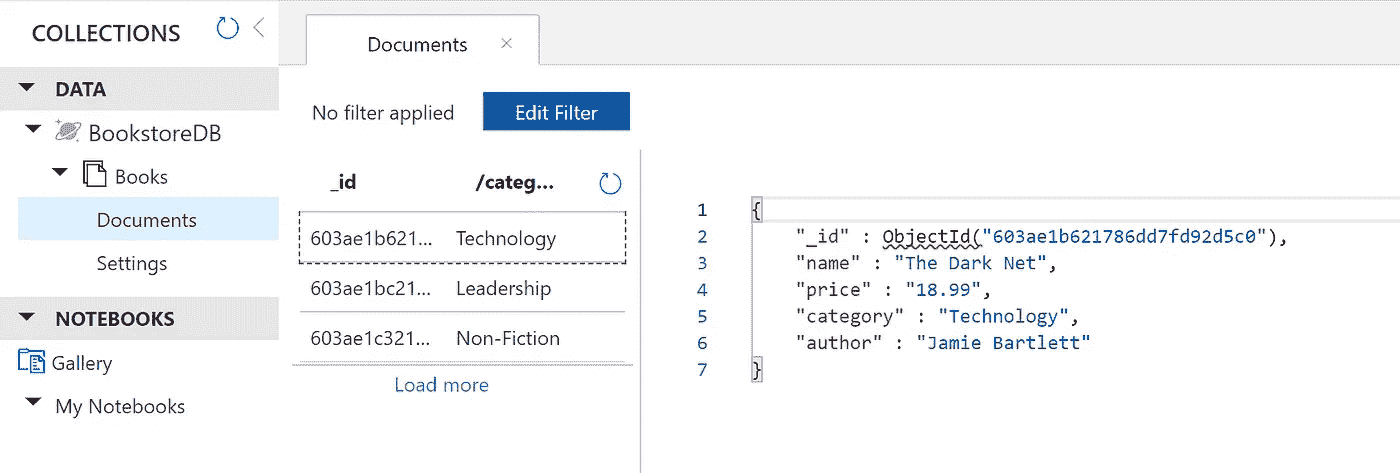 COLLECTIONS
DATA
BookstoreDB
Books
Documents
Settings
NOTEBOOKS
Gallery
My Notebooks
Documents
No filter applied Edit Filter
_id /categ...
603ae1b621... Technology
603ae1bc21... Leadership
603ae1c321... Non-Fiction
Load more
1 {
2 "_id" : ObjectId("603ae1b621786dd7fd92d5c0"),
3 "name" : "The Dark Net",
4 "price" : "18.99",
5 "category" : "Technology",
6 "author" : "Jamie Bartlett"
7 }